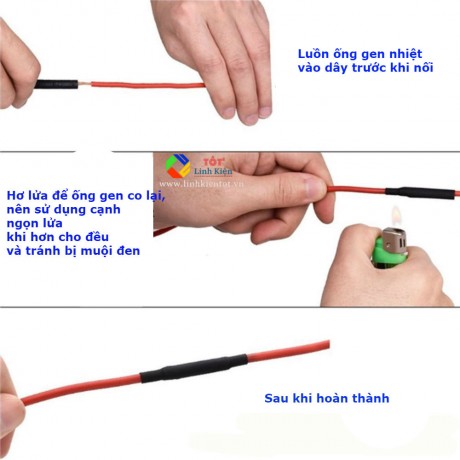 Luồn ống gen nhiệt
vào dây trước khi nối
TỐT
Linh Kiện
www.linhkientot.vn
Hơ lửa để ống gen co lại,
nên sử dụng cạnh
ngọn lửa
khi hơn cho đều
và tránh bị muội đen
Sau khi hoàn thành